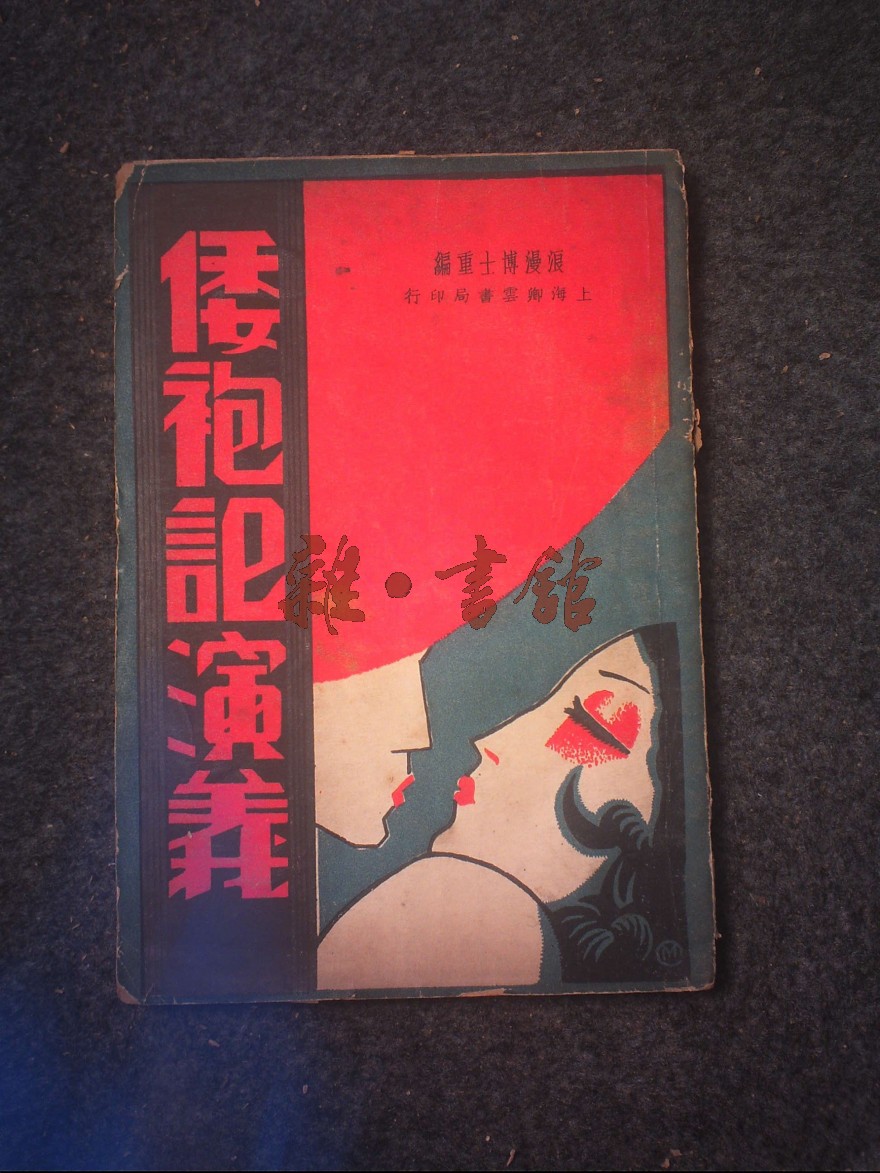 倭袍記演義
浪漫博士重編
上海卿雲書局印行
雜·書舘